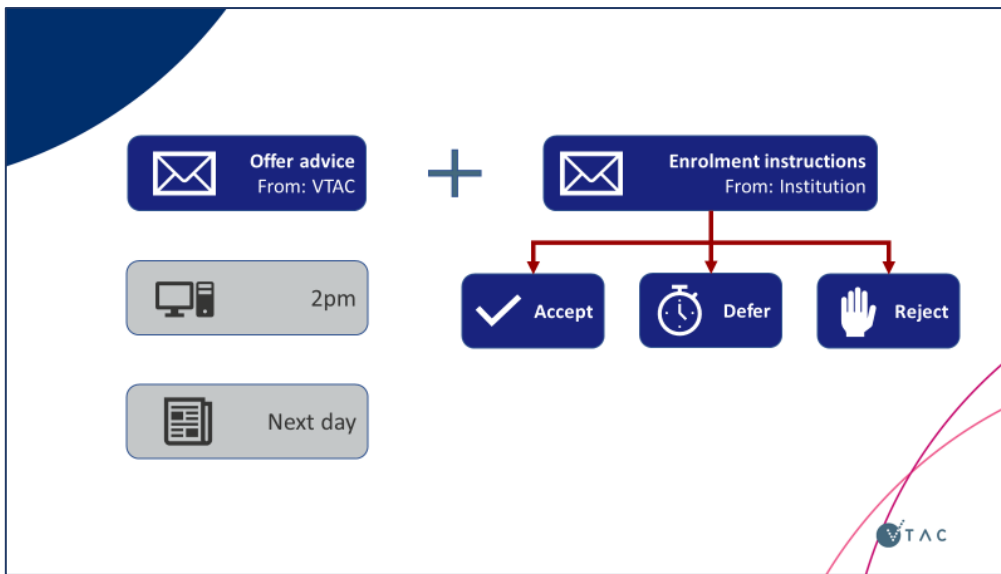 Offer advice
From: VTAC
Enrolment instructions
From: Institution
2pm
Accept
Defer
Reject
Next day
VTAC